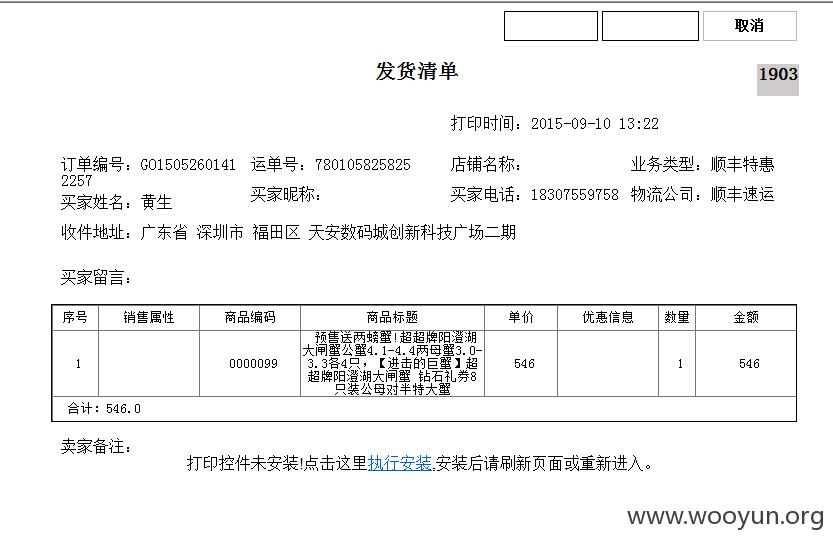 取消
发货清单
1903
打印时间：2015-09-10 13:22
订单编号：GO1505260141 运单号：780105825825 店铺名称： 业务类型：顺丰特惠
2257
买家姓名：黄生 买家昵称： 买家电话：18307559758 物流公司：顺丰速运
收件地址：广东省 深圳市 福田区 天安数码城创新科技广场二期
买家留言：
序号 销售属性 商品编码 商品标题 单价 优惠信息 数量 金额
预售送两螃蟹!超超牌阳澄湖
大闸蟹公蟹4.1-4.4两母蟹3.0-
1 0000099 3.3各4只，【进击的巨蟹】超 546 1 546
超牌阳澄湖大闸蟹 钻石礼券8
只装公母对半特大蟹
合计：546.0
卖家备注：
打印控件未安装!点击这里执行安装,安装后请刷新页面或重新进入。
www.wooyun.org